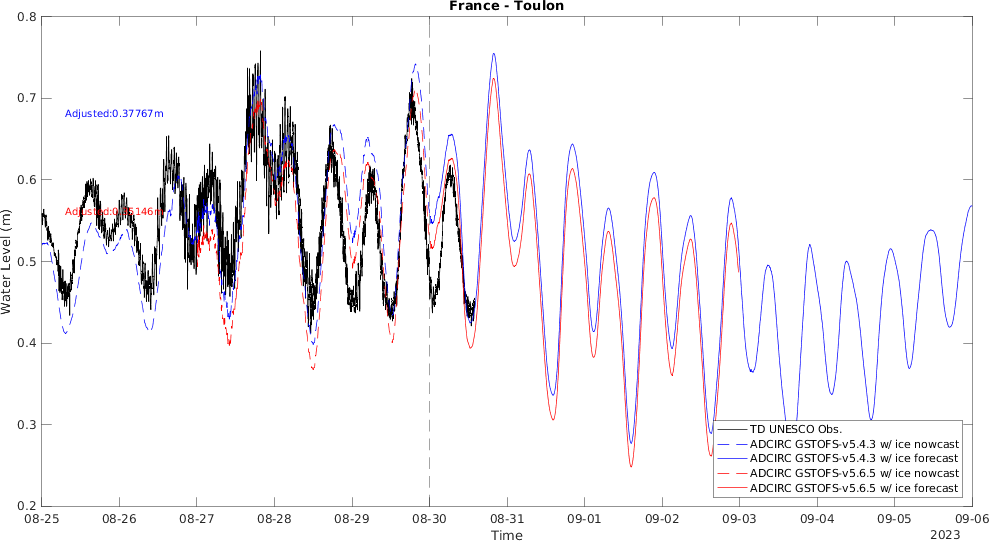 France - Toulon
0.8
0.7
0.6
0.5
0.4
0.3
0.2
Water Level (m)
Adjusted:0.37767m
TD UNESCO Obs.
ADCIRC GSTOFS-v5.4.3 w/ ice nowcast
ADCIRC GSTOFS-v5.4.3 w/ ice forecast
ADCIRC GSTOFS-v5.6.5 w/ ice nowcast
ADCIRC GSTOFS-v5.6.5 w/ ice forecast
08-25 08-26 08-27 08-28 08-29 08-30 08-31 09-01 09-02 09-03 09-04 09-05 09-06
Time
2023